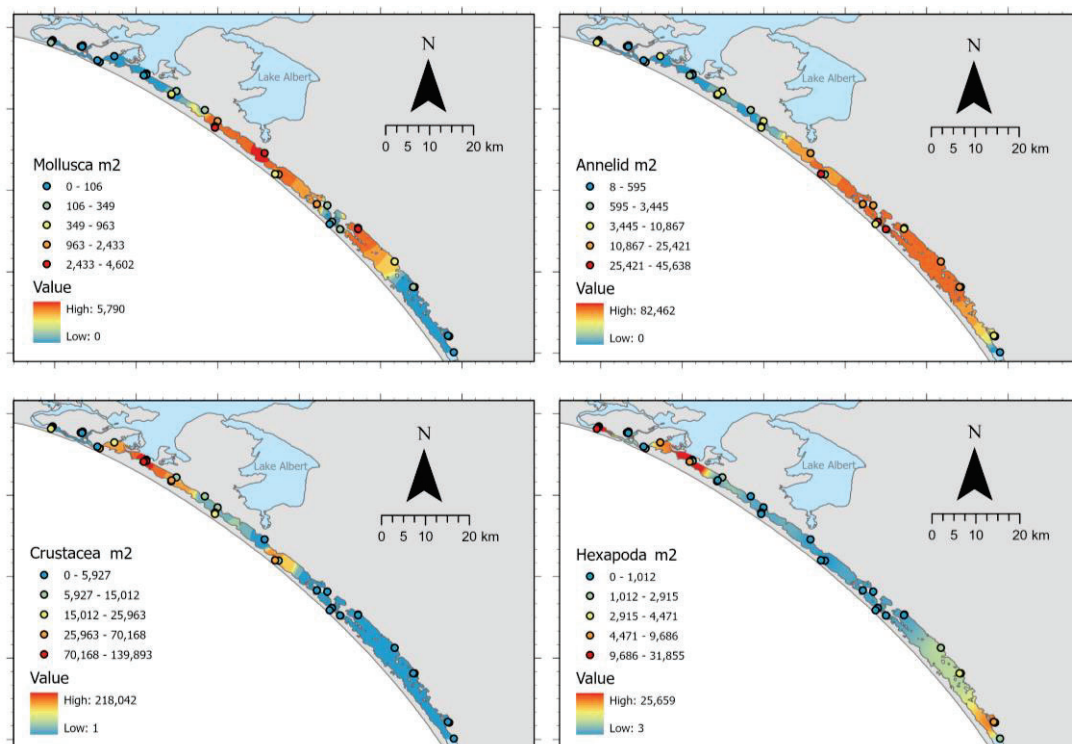 N
Lake Albert
0 5 10 20 km
Mollusca m2
0 - 106
106 - 349
349 - 963
963 - 2,433
2,433 - 4,602
Value
High: 5,790
Low: 0
N
Lake Albert
0 5 10 20 km
Annelid m2
8 - 595
595 - 3,445
3,445 - 10,867
10,867 - 25,421
25,421 - 45,638
Value
High: 82,462
Low: 0
N
Lake Albert
0 5 10 20 km
Crustacea m2
0 - 5,927
5,927 - 15,012
15,012 - 25,963
25,963 - 70,168
70,168 - 139,893
Value
High: 218,042
Low: 1
N
Lake Albert
0 5 10 20 km
Hexapoda m2
0 - 1,012
1,012 - 2,915
2,915 - 4,471
4,471 - 9,686
9,686 - 31,855
Value
High: 25,659
Low: 3